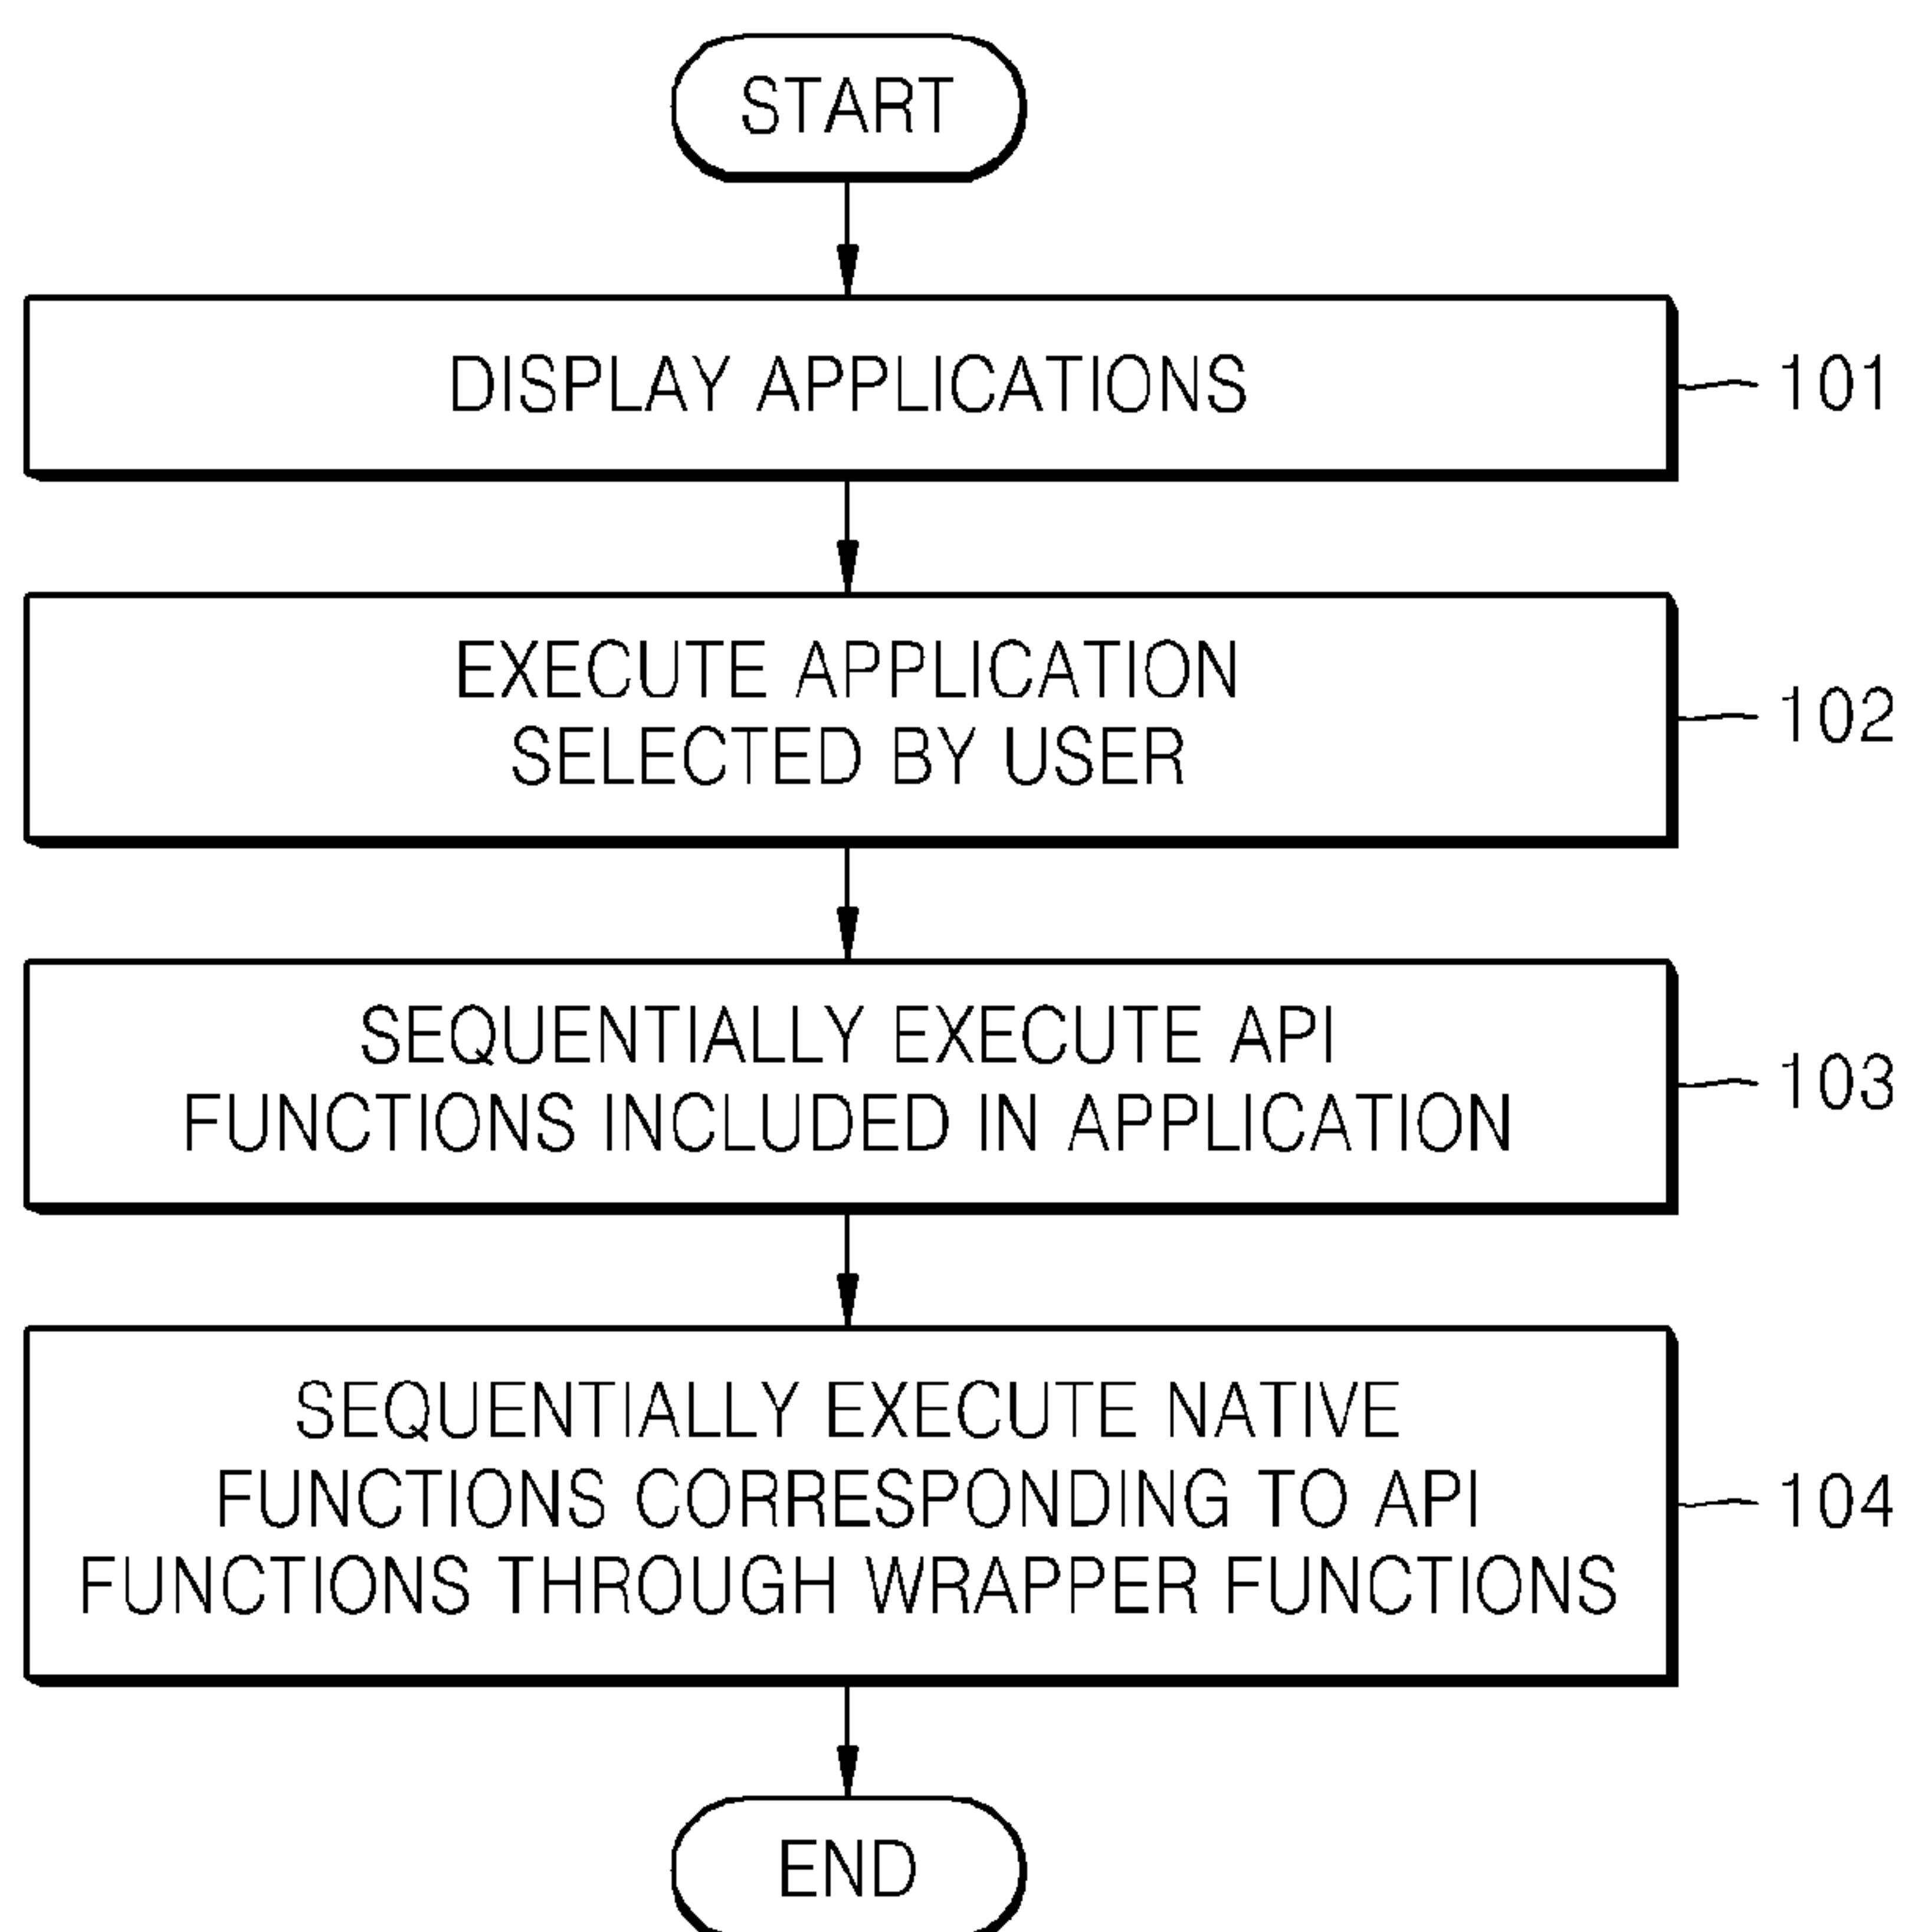 START
DISPLAY APPLICATIONS
101
EXECUTE APPLICATION
SELECTED BY USER
102
SEQUENTIALLY EXECUTE API
FUNCTIONS INCLUDED IN APPLICATION
103
SEQUENTIALLY EXECUTE NATIVE
FUNCTIONS CORRESPONDING TO API
FUNCTIONS THROUGH WRAPPER FUNCTIONS
104
END